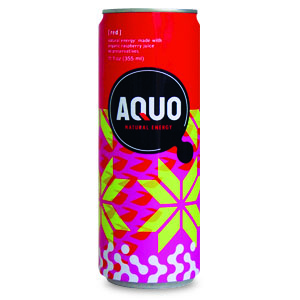 [red]
natural energy made with
organic raspberry juice
no preservatives
12 fl oz (355 ml)
AQUO
NATURAL ENERGY